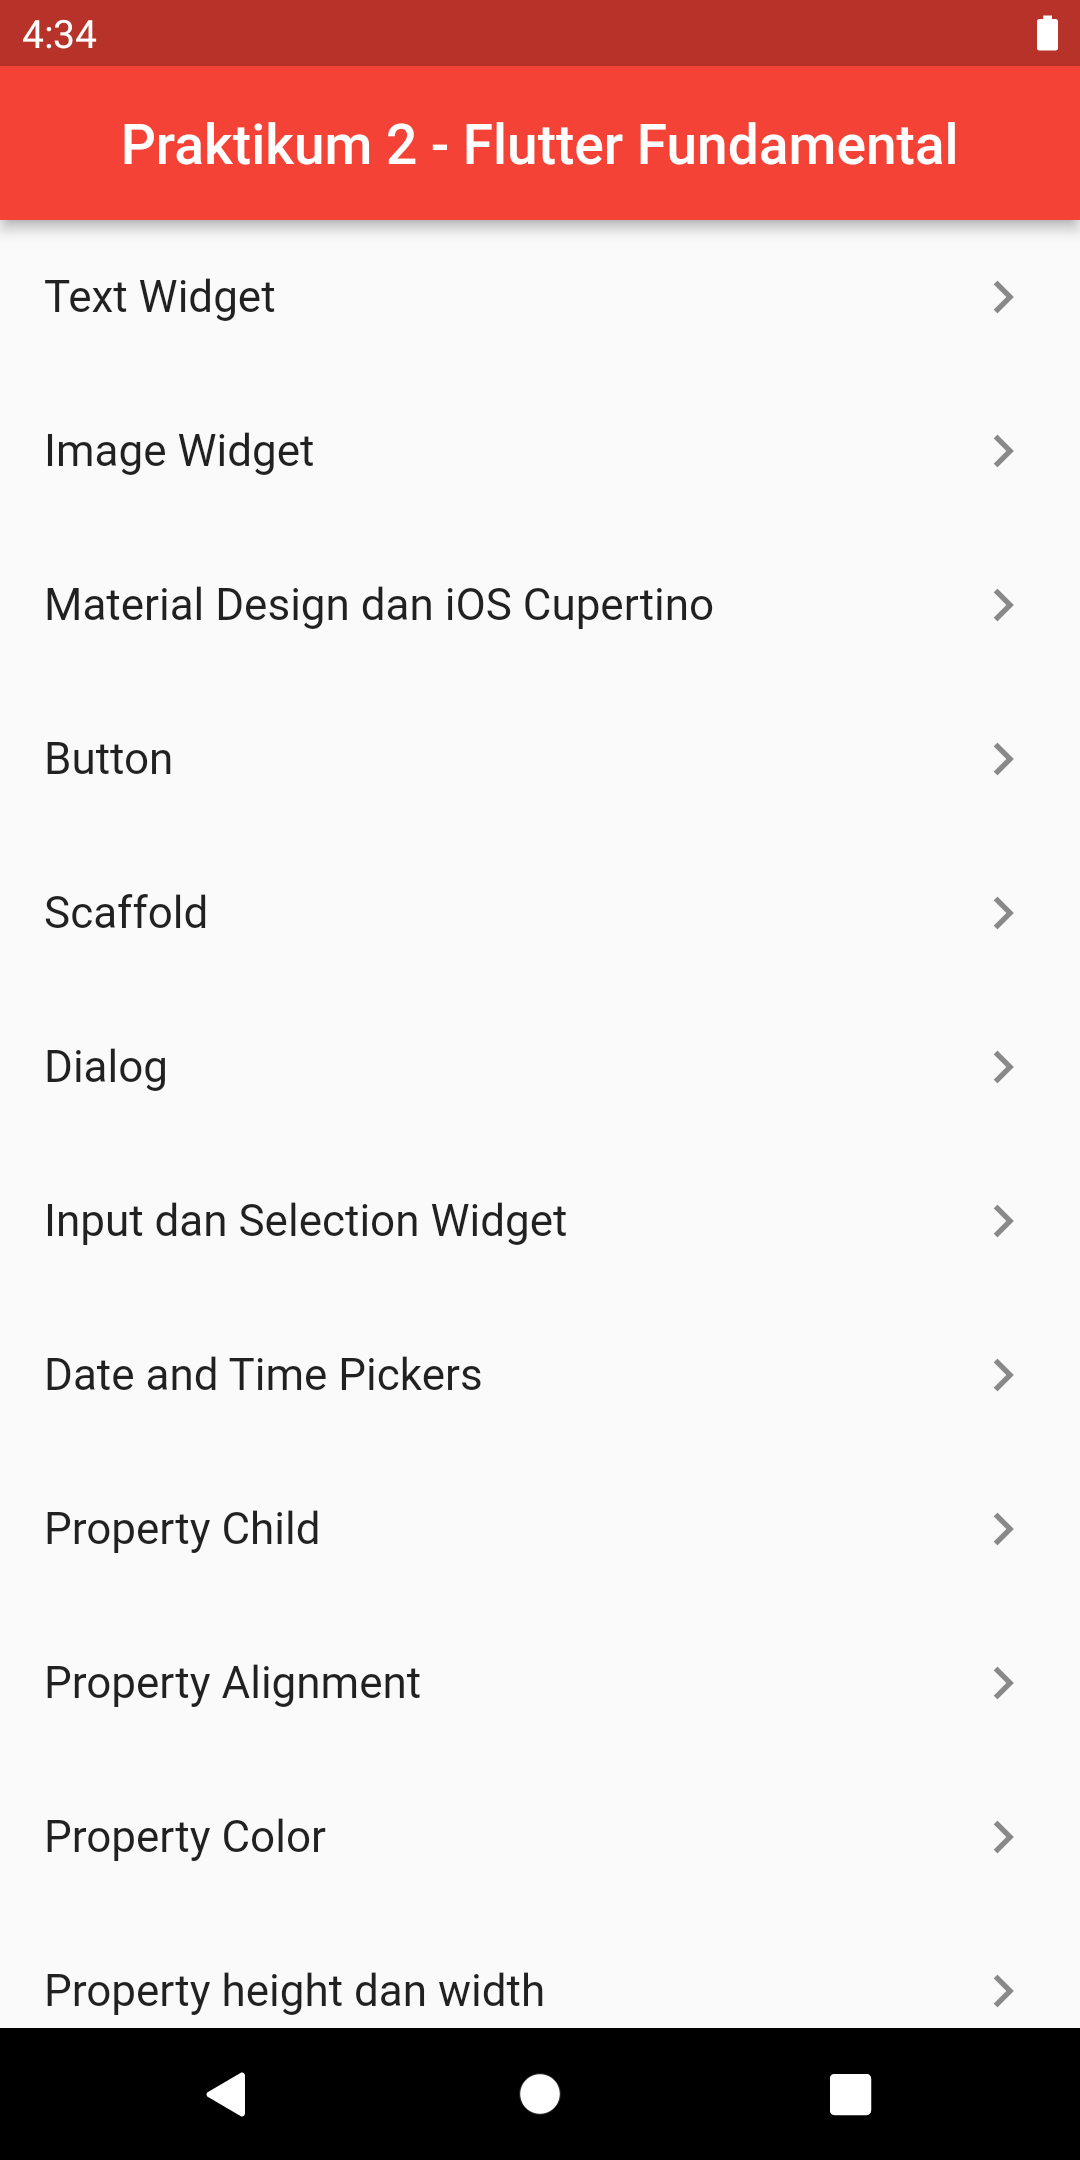 4:34
Praktikum 2 - Flutter Fundamental
Text Widget
Image Widget
Material Design dan iOS Cupertino
Button
Scaffold
Dialog
Input dan Selection Widget
Date and Time Pickers
Property Child
Property Alignment
Property Color
Property height dan width